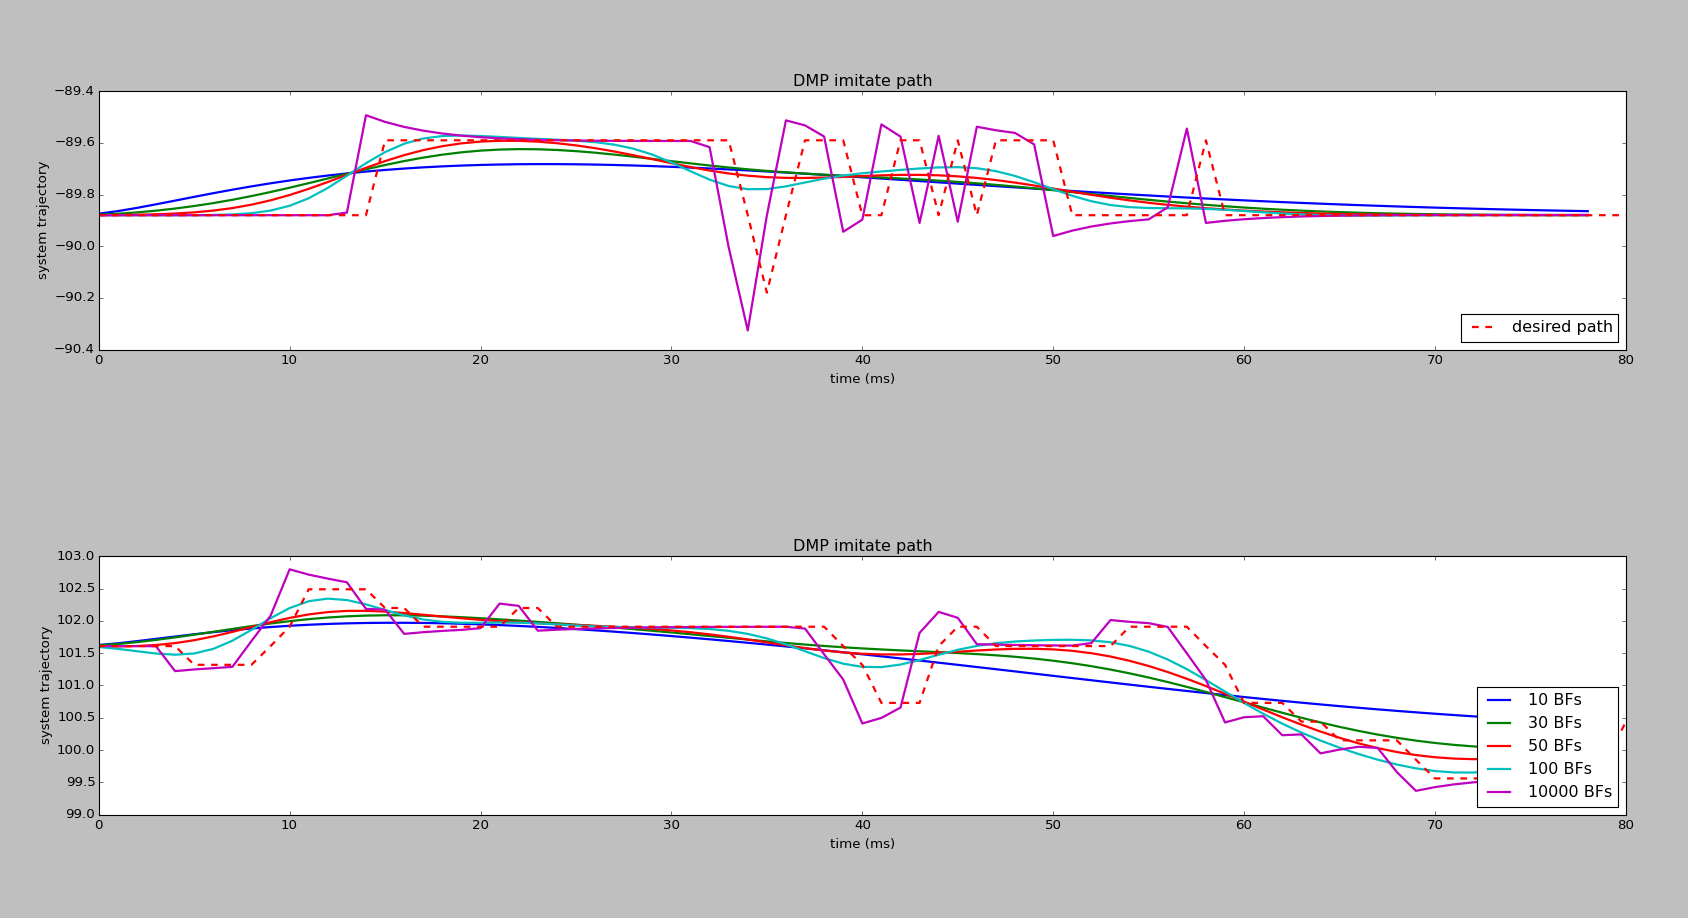 DMP imitate path
−89.4
−89.6
−89.8
−90.0
−90.2
−90.4
system trajectory
desired path
0 10 20 30 40 50 60 70 80
time (ms)
DMP imitate path
103.0
102.5
102.0
101.5
101.0
100.5
100.0
99.5
99.0
system trajectory
10 BFs
30 BFs
50 BFs
100 BFs
10000 BFs
0 10 20 30 40 50 60 70 80
time (ms)